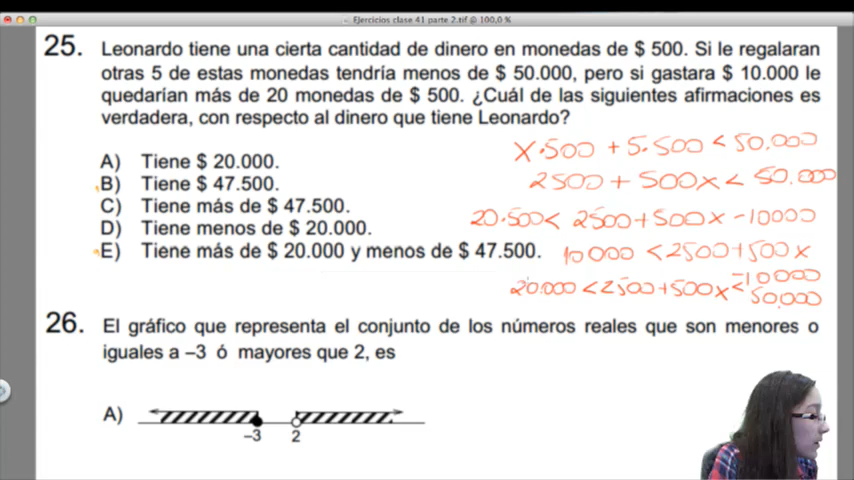 Ejercicios clase 41 parte 2.tif @ 100,0 %
25. Leonardo tiene una cierta cantidad de dinero en monedas de $ 500. Si le regalaran
otras 5 de estas monedas tendría menos de $ 50.000, pero si gastara $ 10.000 le
quedarían más de 20 monedas de $ 500. ¿Cuál de las siguientes afirmaciones es
verdadera, con respecto al dinero que tiene Leonardo?
x·500 + 5·500 < 50.000
A) Tiene $ 20.000.
B) Tiene $ 47.500.
2500 + 500x < 50.000
C) Tiene más de $ 47.500.
20·500 < 2500 + 500x - 10000
D) Tiene menos de $ 20.000.
E) Tiene más de $ 20.000 y menos de $ 47.500.
10000 < 2500 + 500x
-10000
20.000 < 2500 + 500x <
50.000
26. El gráfico que representa el conjunto de los números reales que son menores o
iguales a –3 ó mayores que 2, es
A)
–3 2